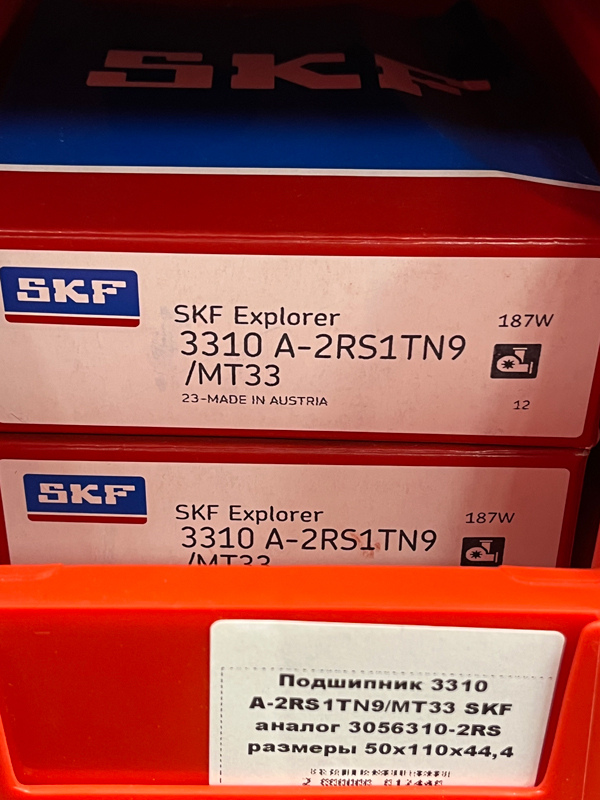 SKF
SKF
SKF Explorer
187W
3310 A-2RS1TN9
/MT33
23-MADE IN AUSTRIA
12
SKF
SKF Explorer
187W
3310 A-2RS1TN9
/MT33
Подшипник 3310
A-2RS1TN9/MT33 SKF
аналог 3056310-2RS
размеры 50x110x44,4